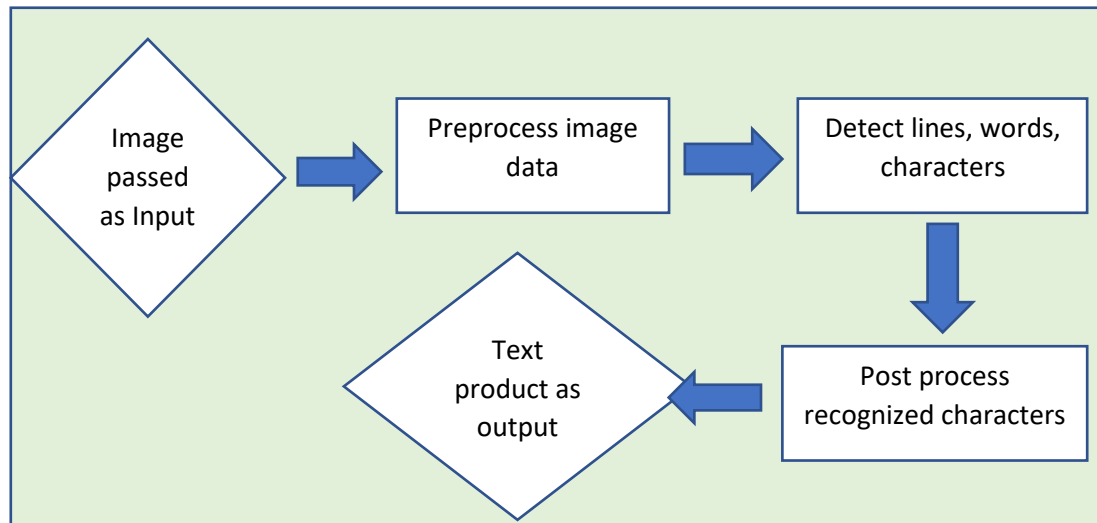 Image
passed
as Input
Preprocess image
data
Detect lines, words,
characters
Post process
recognized characters
Text
product as
output